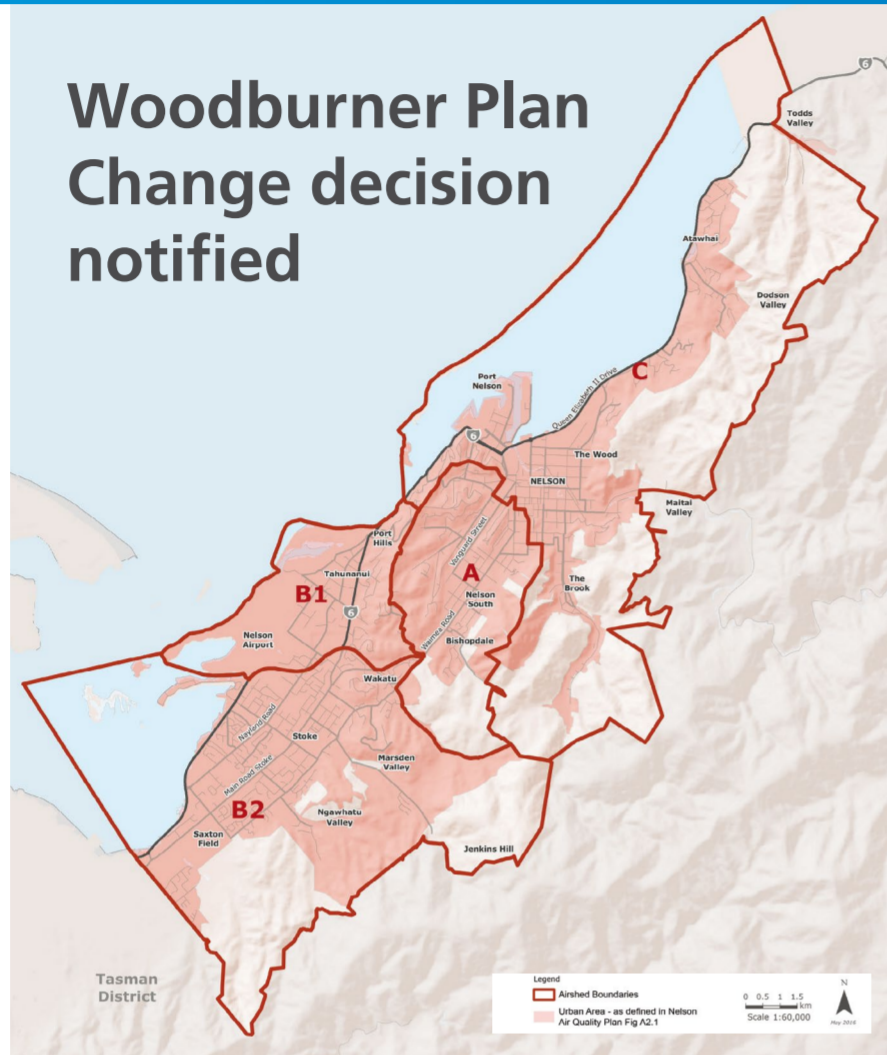 Woodburner Plan
Change decision
notified
6
Todds
Valley
Atawhai
Dodson
Valley
Port
Nelson
Queen Elizabeth II Drive
C
6
The Wood
NELSON
Maitai
Valley
Port
Hills
Vanguard Street
Tahunanui
A
The
Brook
B1
Nelson
South
6
Waimea Road
Nelson
Airport
Bishopdale
Wakatu
Nayland Road
Stoke
Marsden
Valley
Main Road Stoke
B2
Ngawhatu
Valley
Saxton
Field
Jenkins Hill
Tasman
District
Legend
Airshed Boundaries
Urban Area - as defined in Nelson
Air Quality Plan Fig A2.1
0 0.5 1 1.5
km
Scale 1:60,000
N
May 2016